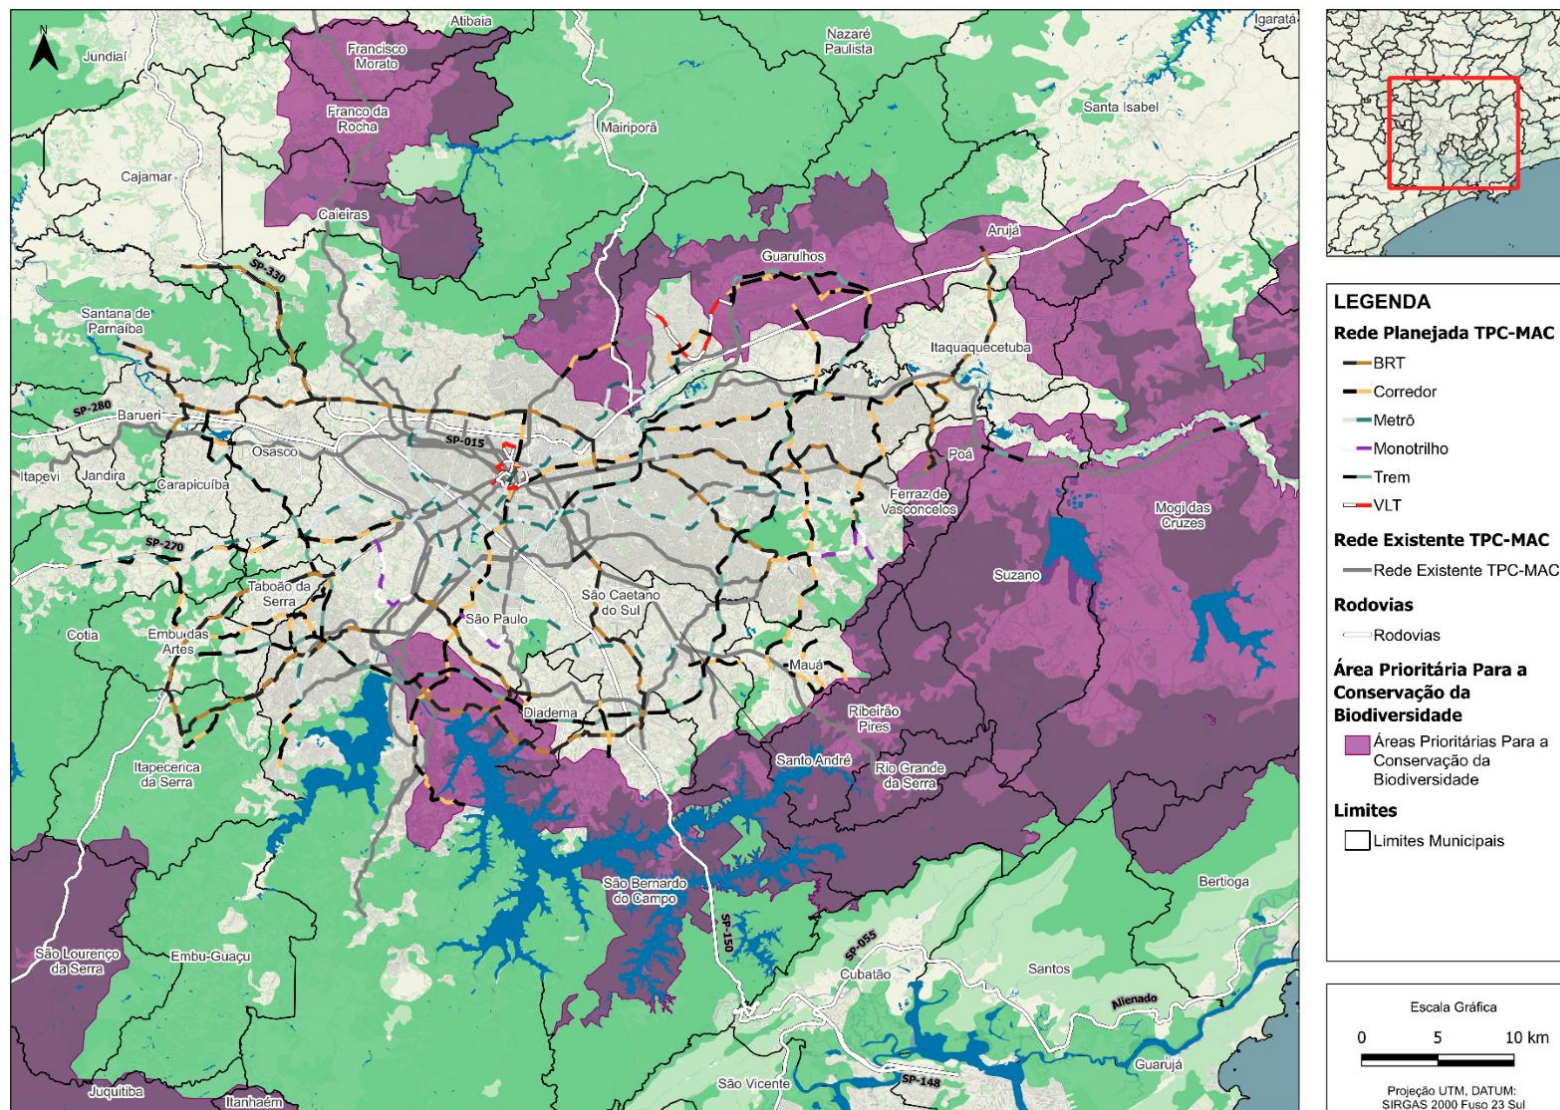 N
Atibaia
Igaratá
Jundiaí
Francisco
Morato
Nazaré
Paulista
Franco da
Rocha
Santa Isabel
Mairiporã
Cajamar
Caieiras
Arujá
Guarulhos
SP-330
Santana de
Parnaíba
Itaquaquecetuba
SP-280
Barueri
SP-015
Osasco
Itapevi
Jandira
Carapicuíba
Poá
Ferraz de
Vasconcelos
Mogi das
Cruzes
SP-270
Suzano
Taboão da
Serra
São Caetano
do Sul
São Paulo
Cotia
Embu das
Artes
Mauá
Diadema
Ribeirão
Pires
Itapecerica
da Serra
Santo André
Rio Grande
da Serra
São Bernardo
do Campo
Bertioga
SP-150
São Lourenço
da Serra
Embu-Guaçu
SP-055
Cubatão
Santos
Alienado
Guarujá
São Vicente
SP-148
Juquitiba
Itanhaém
LEGENDA
Rede Planejada TPC-MAC
BRT
Corredor
Metrô
Monotrilho
Trem
VLT
Rede Existente TPC-MAC
Rede Existente TPC-MAC
Rodovias
Rodovias
Área Prioritária Para a
Conservação da
Biodiversidade
Áreas Prioritárias Para a
Conservação da
Biodiversidade
Limites
Limites Municipais
Escala Gráfica
0 5 10 km
Projeção UTM, DATUM:
SIRGAS 2000 Fuso 23 Sul